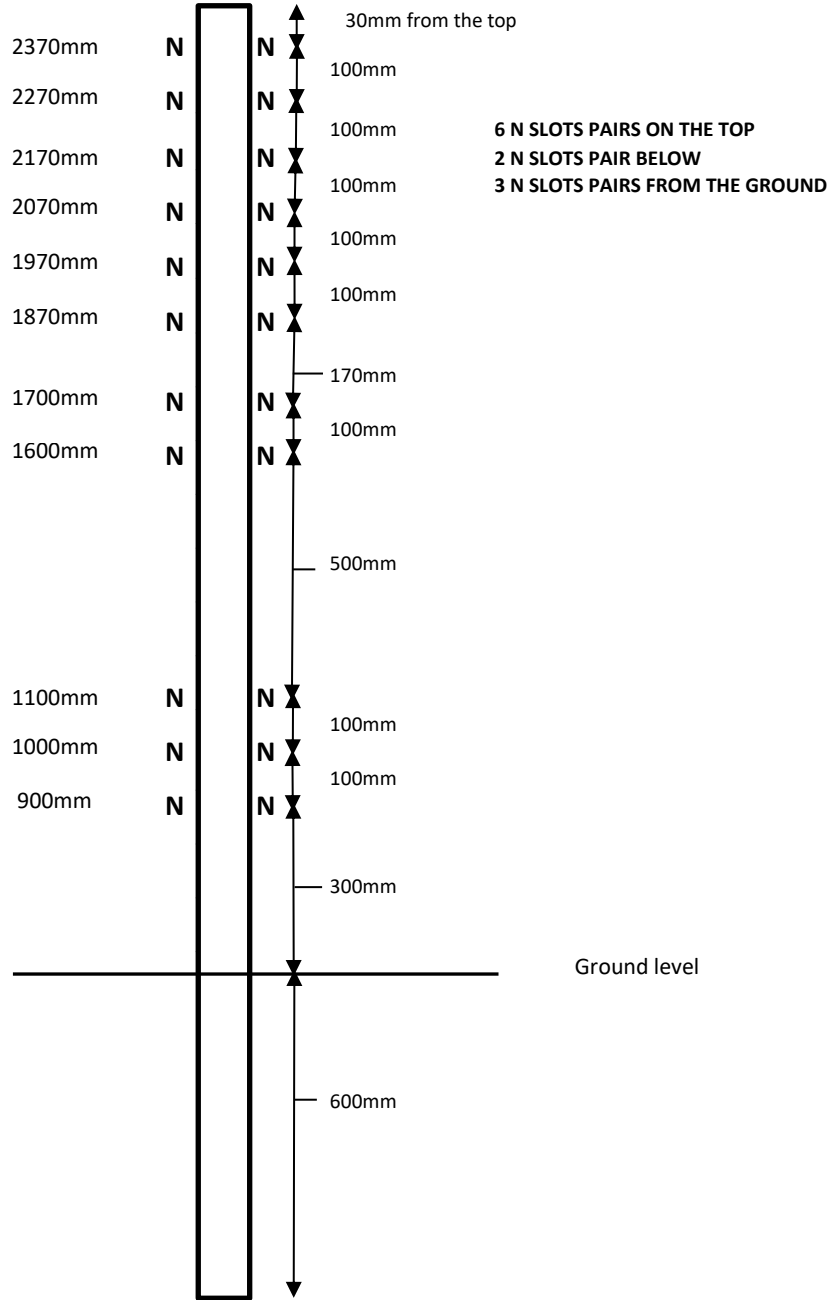 30mm from the top
2370mm N N
100mm
2270mm N N
100mm 6 N SLOTS PAIRS ON THE TOP
2170mm N N 2 N SLOTS PAIR BELOW
100mm 3 N SLOTS PAIRS FROM THE GROUND
2070mm N N
100mm
1970mm N N
100mm
1870mm N N
170mm
1700mm N N
100mm
1600mm N N
500mm
1100mm N N
100mm
1000mm N N
100mm
900mm N N
300mm
Ground level
600mm